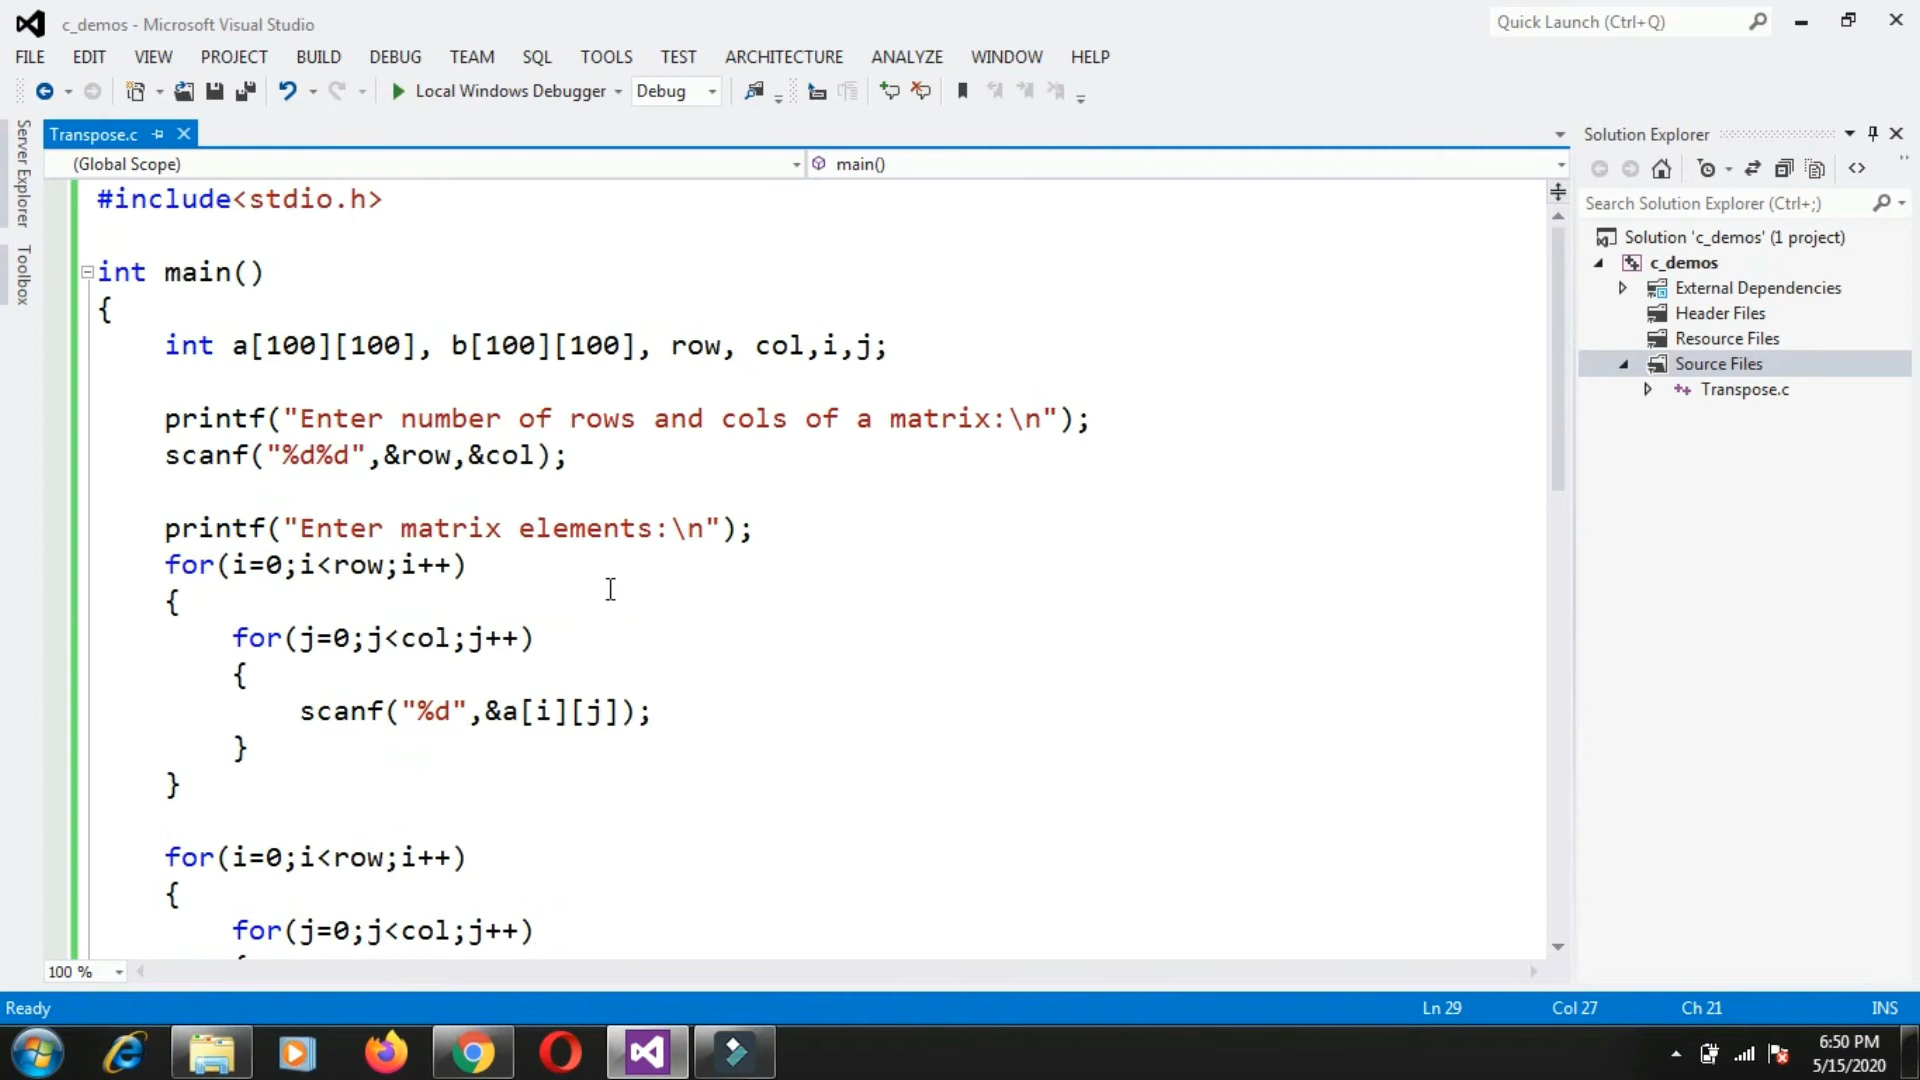 c_demos - Microsoft Visual Studio
Quick Launch (Ctrl+Q)
FILE EDIT VIEW PROJECT BUILD DEBUG TEAM SQL TOOLS TEST ARCHITECTURE ANALYZE WINDOW HELP
Local Windows Debugger Debug
Server Explorer
Toolbox
Transpose.c
(Global Scope) main()
#include<stdio.h>
int main()
{
int a[100][100], b[100][100], row, col,i,j;
printf("Enter number of rows and cols of a matrix:\n");
scanf("%d%d",&row,&col);
printf("Enter matrix elements:\n");
for(i=0;i<row;i++)
{
for(j=0;j<col;j++)
{
scanf("%d",&a[i][j]);
}
}
for(i=0;i<row;i++)
{
for(j=0;j<col;j++)
{
100 %
Solution Explorer
Search Solution Explorer (Ctrl+;)
Solution 'c_demos' (1 project)
c_demos
External Dependencies
Header Files
Resource Files
Source Files
Transpose.c
Ready Ln 29 Col 27 Ch 21 INS
6:50 PM
5/15/2020